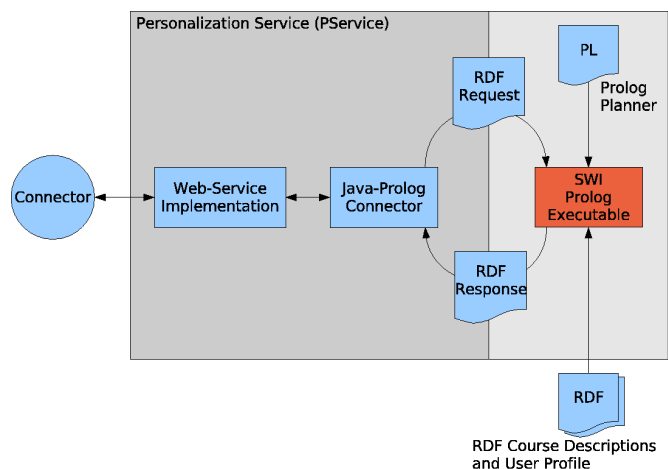 Personalization Service (PService)
PL
RDF
Request
Prolog
Planner
Connector
Web-Service
Implementation
Java-Prolog
Connector
SWI
Prolog
Executable
RDF
Response
RDF
RDF Course Descriptions
and User Profile